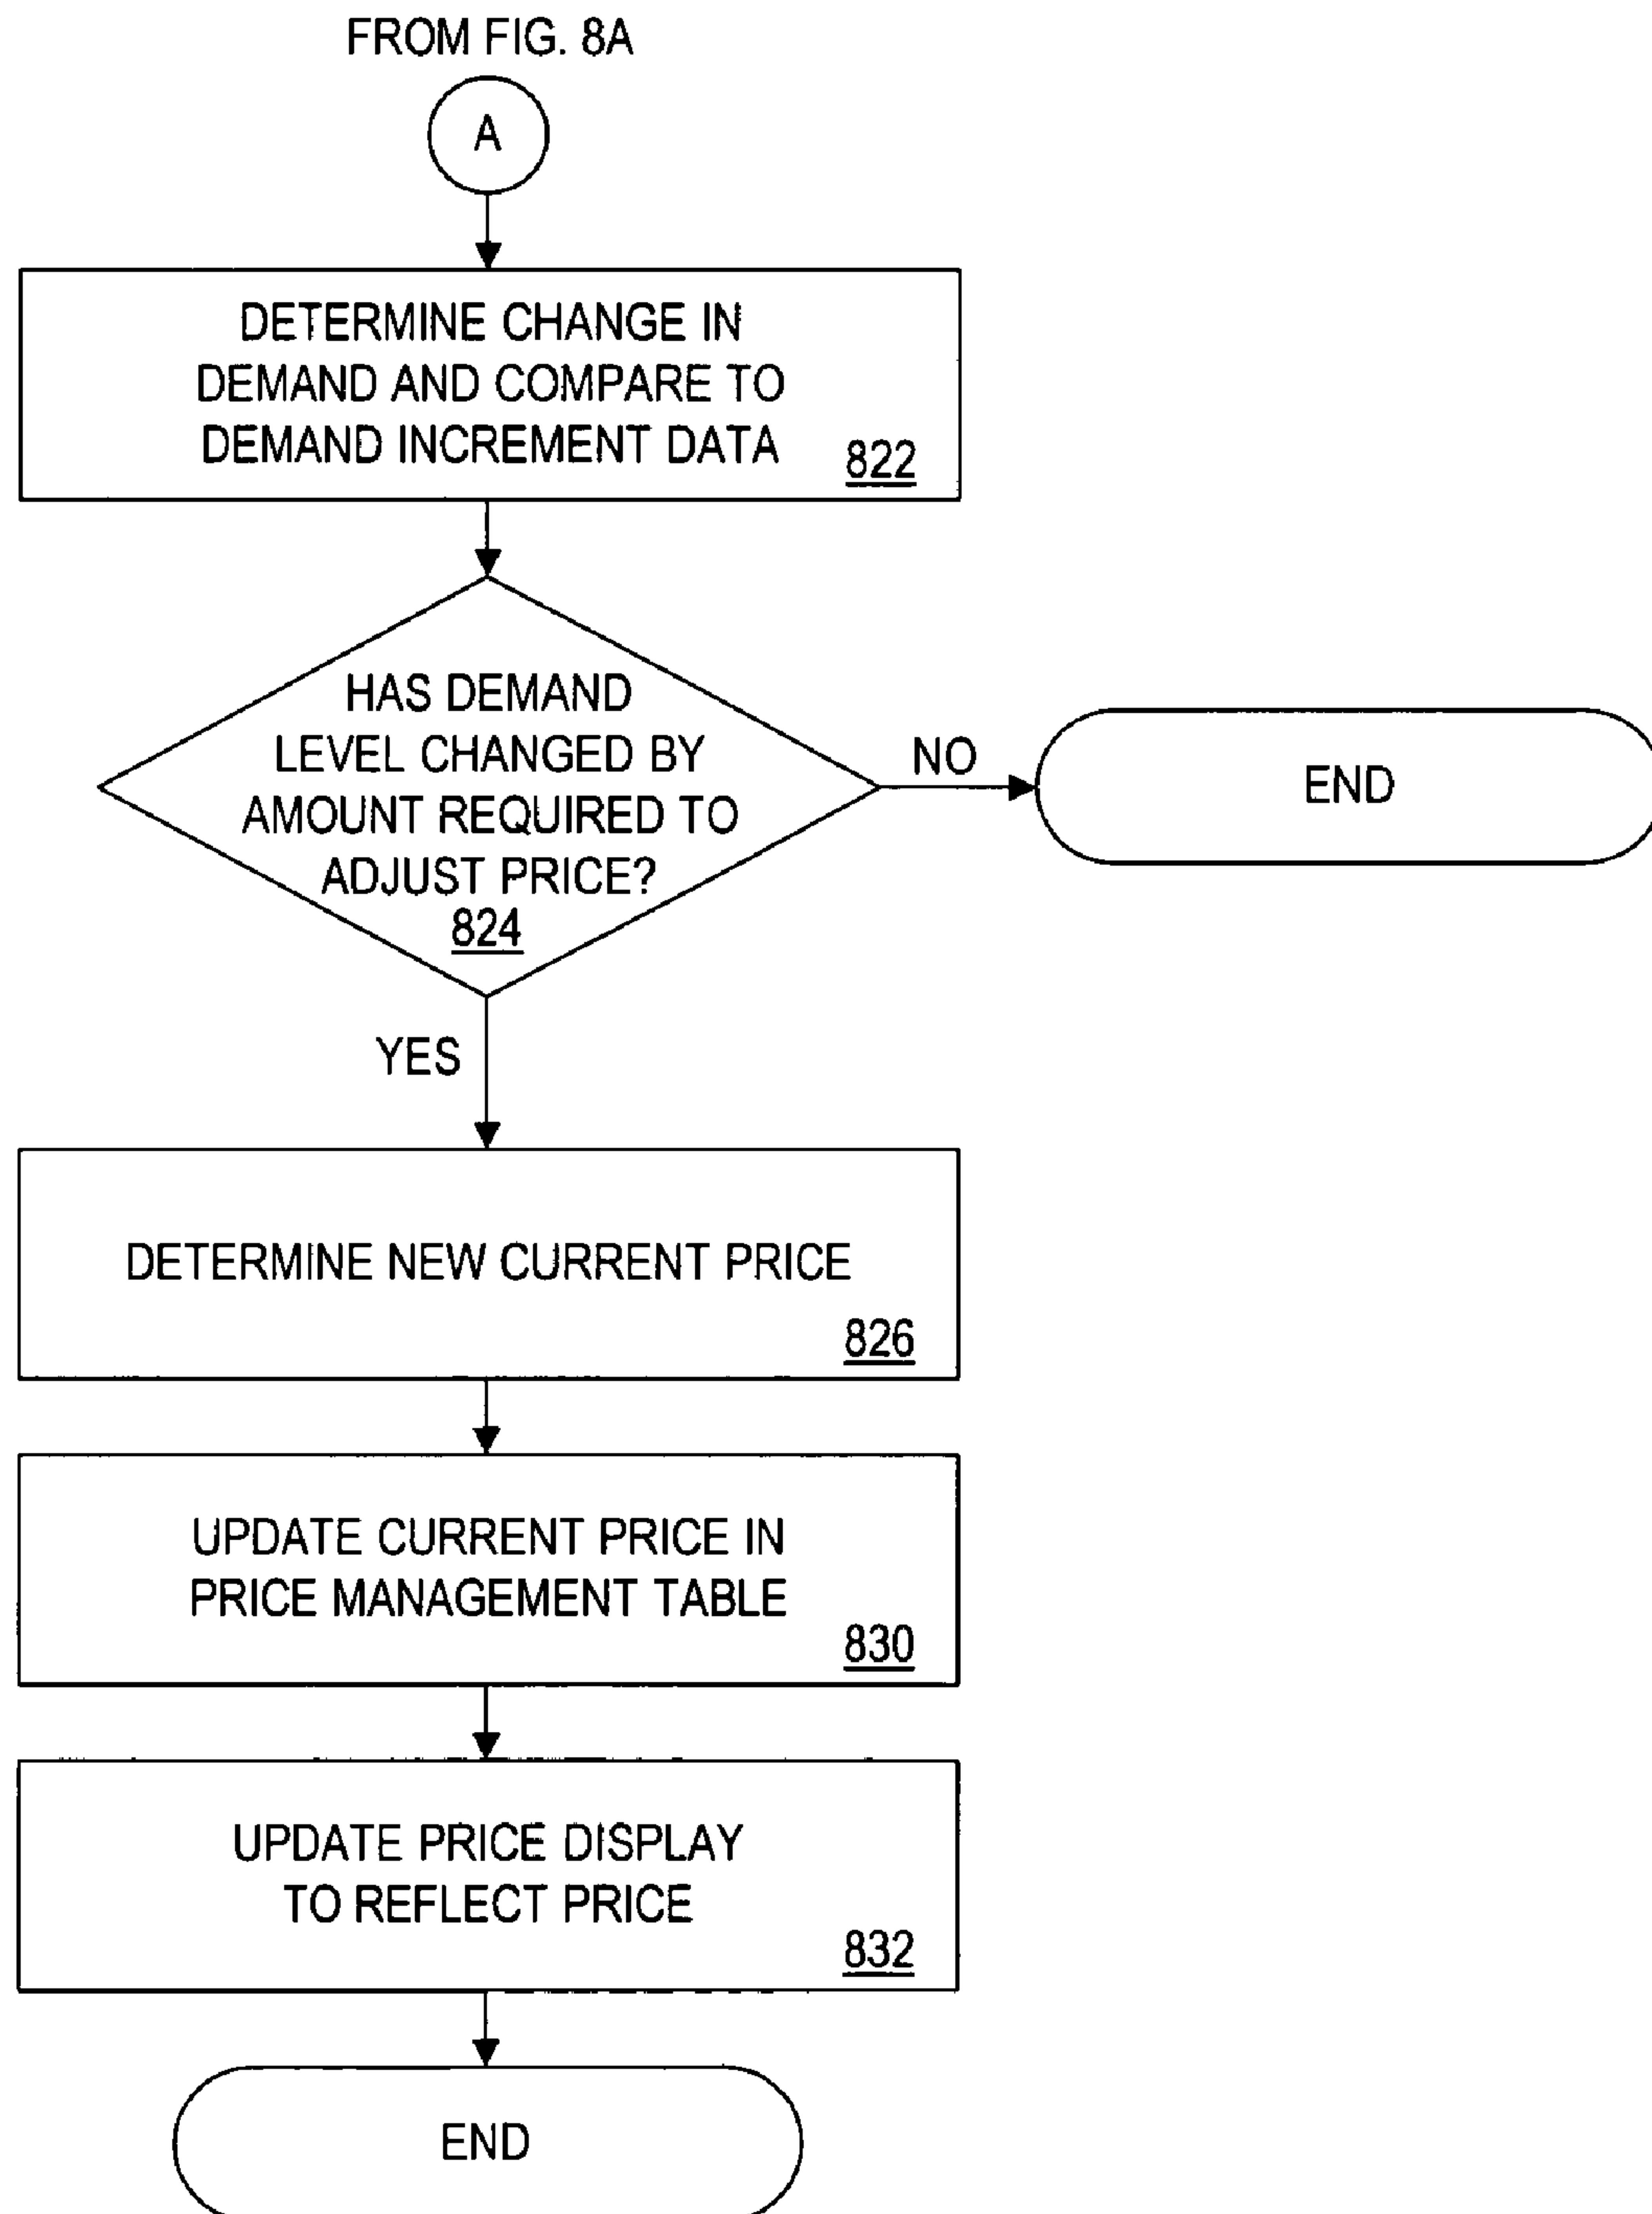 FROM FIG. 8A
A
DETERMINE CHANGE IN
DEMAND AND COMPARE TO
DEMAND INCREMENT DATA
822
HAS DEMAND
LEVEL CHANGED BY
AMOUNT REQUIRED TO
ADJUST PRICE?
824
NO
END
YES
DETERMINE NEW CURRENT PRICE
826
UPDATE CURRENT PRICE IN
PRICE MANAGEMENT TABLE
830
UPDATE PRICE DISPLAY
TO REFLECT PRICE
832
END